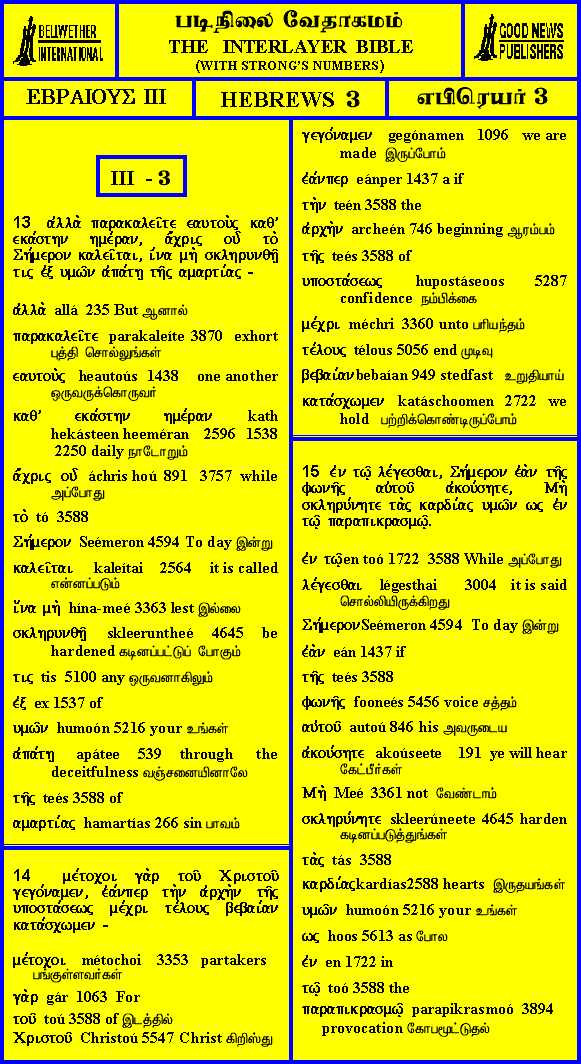 BELLWETHER
INTERNATIONAL
படிநிலை வேதாகமம்
THE INTERLAYER BIBLE
(WITH STRONG'S NUMBERS)
GOOD NEWS
PUBLISHERS
ΕΒΡΑΙΟΥΣ III
HEBREWS 3
எபிரெயர் 3
III - 3
13 ἀλλὰ παρακαλεῖτε εαυτοὺς καθ’
εκάστην ημέραν, ἄχρις οὗ τὸ
Σήμερον καλεῖται, ίνα μὴ σκληρυνθῇ
τις ἐξ υμῶν ἀπάτῃ τῆς αμαρτίας -
ἀλλὰ allá 235 But ஆனால்
παρακαλεῖτε parakaleíte 3870 exhort
புத்தி சொல்லுங்கள்
εαυτοὺς heautoús 1438 one another
ஒருவருக்கொருவர்
καθ’ εκάστην ημέραν kath
hekásteen heeméran 2596 1538
2250 daily நாடோறும்
ἄχρις οὗ áchris hoú 891 3757 while
அப்போது
τὸ tó 3588
Σήμερον Seémeron 4594 To day இன்று
καλεῖται kaleítai 2564 it is called
என்னப்படும்
ἵνα μὴ hína-meé 3363 lest இல்லை
σκληρυνθῇ skleeruntheé 4645 be
hardened கடினப்பட்டுப் போகும்
τις tis 5100 any ஒருவனாகிலும்
ἐξ ex 1537 of
υμῶν humoón 5216 your உங்கள்
ἀπάτῃ apátee 539 through the
deceitfulness வஞ்சனையினாலே
τῆς teés 3588 of
αμαρτίας hamartías 266 sin பாவம்
14 μέτοχοι γὰρ τοῦ Χριστοῦ
γεγόναμεν, ἐάνπερ τὴν ἀρχὴν τῆς
υποστάσεως μέχρι τέλους βεβαίαν
κατάσχωμεν -
μέτοχοι métochoi 3353 partakers
பங்குள்ளவர்கள்
γὰρ gár 1063 For
τοῦ toú 3588 of இடத்தில்
Χριστοῦ Christoú 5547 Christ கிறிஸ்து
γεγόναμεν gegónamen 1096 we are
made இருப்போம்
ἐάνπερ eánper 1437 a if
τὴν teén 3588 the
ἀρχὴν archeén 746 beginning ஆரம்பம்
τῆς teés 3588 of
υποστάσεως hupostáseoos 5287
confidence நம்பிக்கை
μέχρι méchri 3360 unto பரியந்தம்
τέλους télous 5056 end முடிவு
βεβαίαν bebaían 949 stedfast உறுதியாய்
κατάσχωμεν katáschoomen 2722 we
hold பற்றிக்கொண்டிருப்போம்
15 ἐν τῷ λέγεσθαι, Σήμερον ἐὰν τῆς
φωνῆς αὐτοῦ ἀκούσητε, Μὴ
σκληρύνητε τὰς καρδίας υμῶν ως ἐν
τῷ παραπικρασμῷ.
ἐν τῷ en toó 1722 3588 While அப்போது
λέγεσθαι légesthai 3004 it is said
சொல்லியிருக்கிறது
Σήμερον Seémeron 4594 To day இன்று
ἐὰν eán 1437 if
τῆς teés 3588
φωνῆς fooneés 5456 voice சத்தம்
αὐτοῦ autoú 846 his அவருடைய
ἀκούσητε akoúseete 191 ye will hear
கேட்பீர்கள்
Μὴ Meé 3361 not வேண்டாம்
σκληρύνητε skleerúneete 4645 harden
கடினப்படுத்துங்கள்
τὰς tás 3588
καρδίας kardías 2588 hearts இருதயங்கள்
υμῶν humoón 5216 your உங்கள்
ως hoos 5613 as போல
ἐν en 1722 in
τῷ toó 3588 the
παραπικρασμῷ parapikrasmoó 3894
provocation கோபமூட்டுதல்